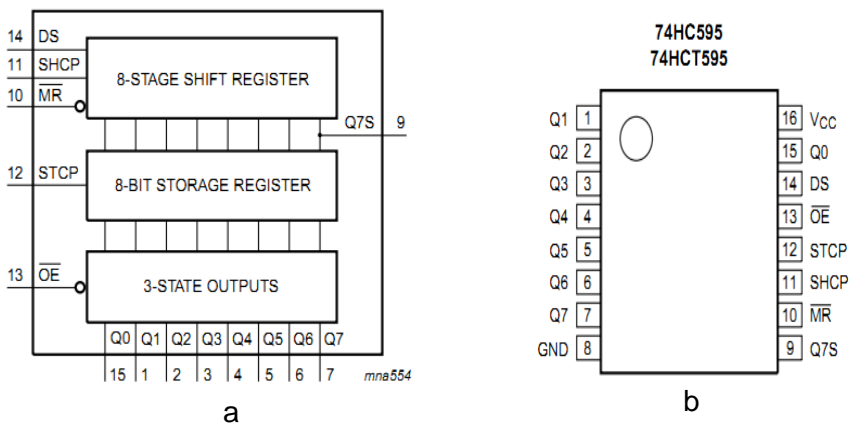 14 DS
11 SHCP
10 MR
8-STAGE SHIFT REGISTER
Q7S 9
12 STCP
8-BIT STORAGE REGISTER
13 OE
3-STATE OUTPUTS
Q0 Q1 Q2 Q3 Q4 Q5 Q6 Q7
15 1 2 3 4 5 6 7
mna554
a
74HC595
74HCT595
Q1 1 16 VCC
Q2 2 15 Q0
Q3 3 14 DS
Q4 4 13 OE
Q5 5 12 STCP
Q6 6 11 SHCP
Q7 7 10 MR
GND 8 9 Q7S
b